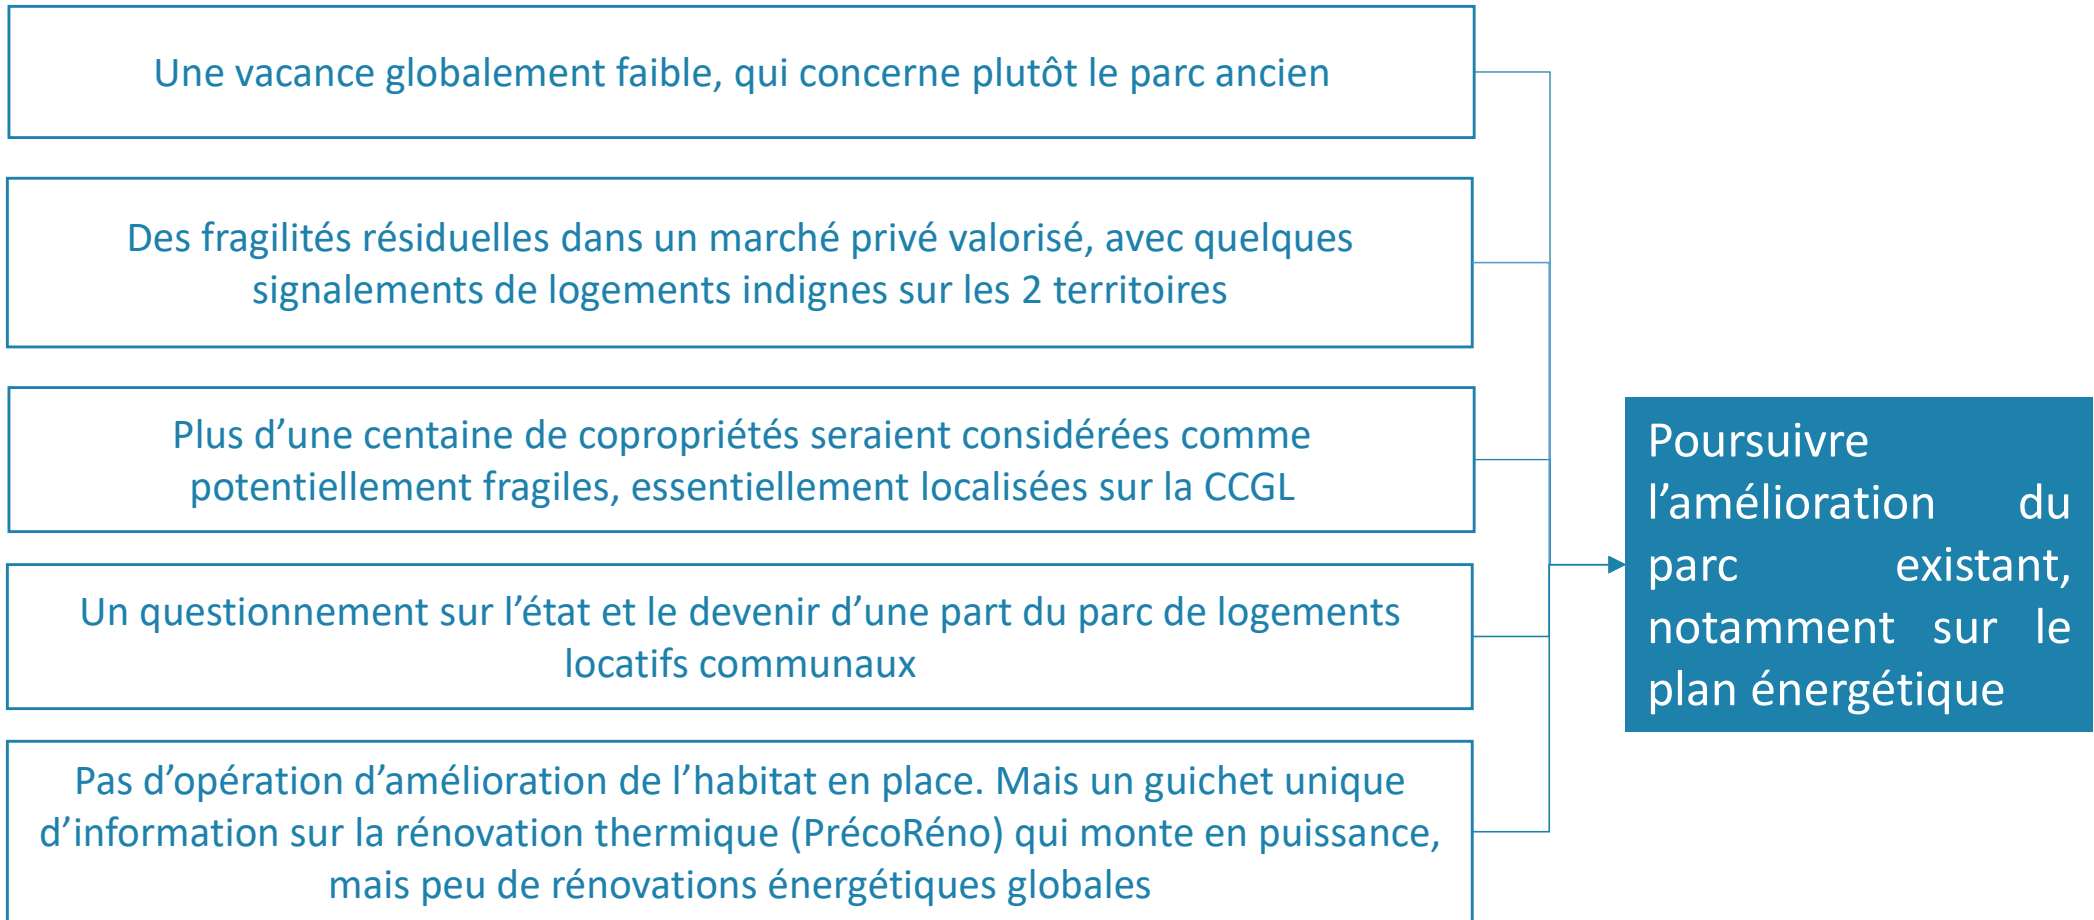 Une vacance globalement faible, qui concerne plutôt le parc ancien
Des fragilités résiduelles dans un marché privé valorisé, avec quelques
signalements de logements indignes sur les 2 territoires
Plus d’une centaine de copropriétés seraient considérées comme
potentiellement fragiles, essentiellement localisées sur la CCGL
Un questionnement sur l’état et le devenir d’une part du parc de logements
locatifs communaux
Pas d’opération d’amélioration de l’habitat en place. Mais un guichet unique
d’information sur la rénovation thermique (PrécoRéno) qui monte en puissance,
mais peu de rénovations énergétiques globales
Poursuivre
l’amélioration du
parc existant,
notamment sur le
plan énergétique